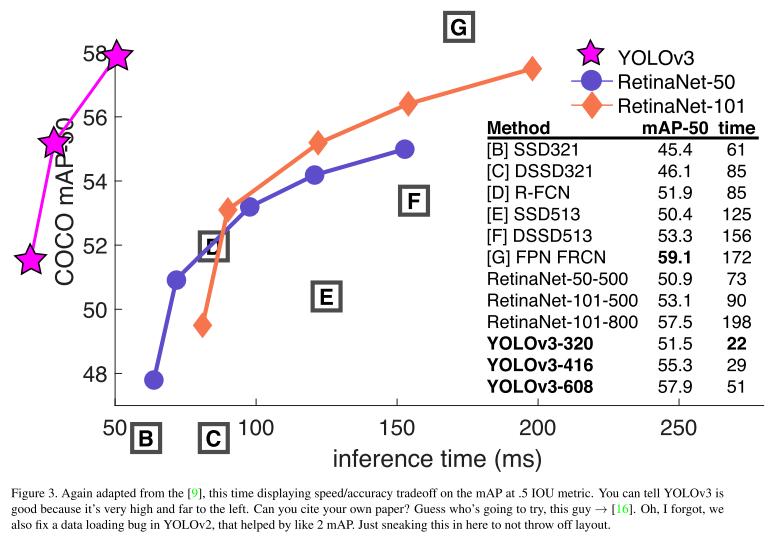 G
58
YOLOv3
RetinaNet-50
RetinaNet-101
56
54
52
50
48
COCO mAP-50
Method mAP-50 time
[B] SSD321 45.4 61
[C] DSSD321 46.1 85
[D] R-FCN 51.9 85
[E] SSD513 50.4 125
[F] DSSD513 53.3 156
[G] FPN FRCN 59.1 172
RetinaNet-50-500 50.9 73
RetinaNet-101-500 53.1 90
RetinaNet-101-800 57.5 198
YOLOv3-320 51.5 22
YOLOv3-416 55.3 29
YOLOv3-608 57.9 51
F
D
E
50 100 150 200 250
B C
inference time (ms)
Figure 3. Again adapted from the [9], this time displaying speed/accuracy tradeoff on the mAP at .5 IOU metric. You can tell YOLOv3 is
good because it's very high and far to the left. Can you cite your own paper? Guess who's going to try, this guy → [16]. Oh, I forgot, we
also fix a data loading bug in YOLOv2, that helped by like 2 mAP. Just sneaking this in here to not throw off layout.